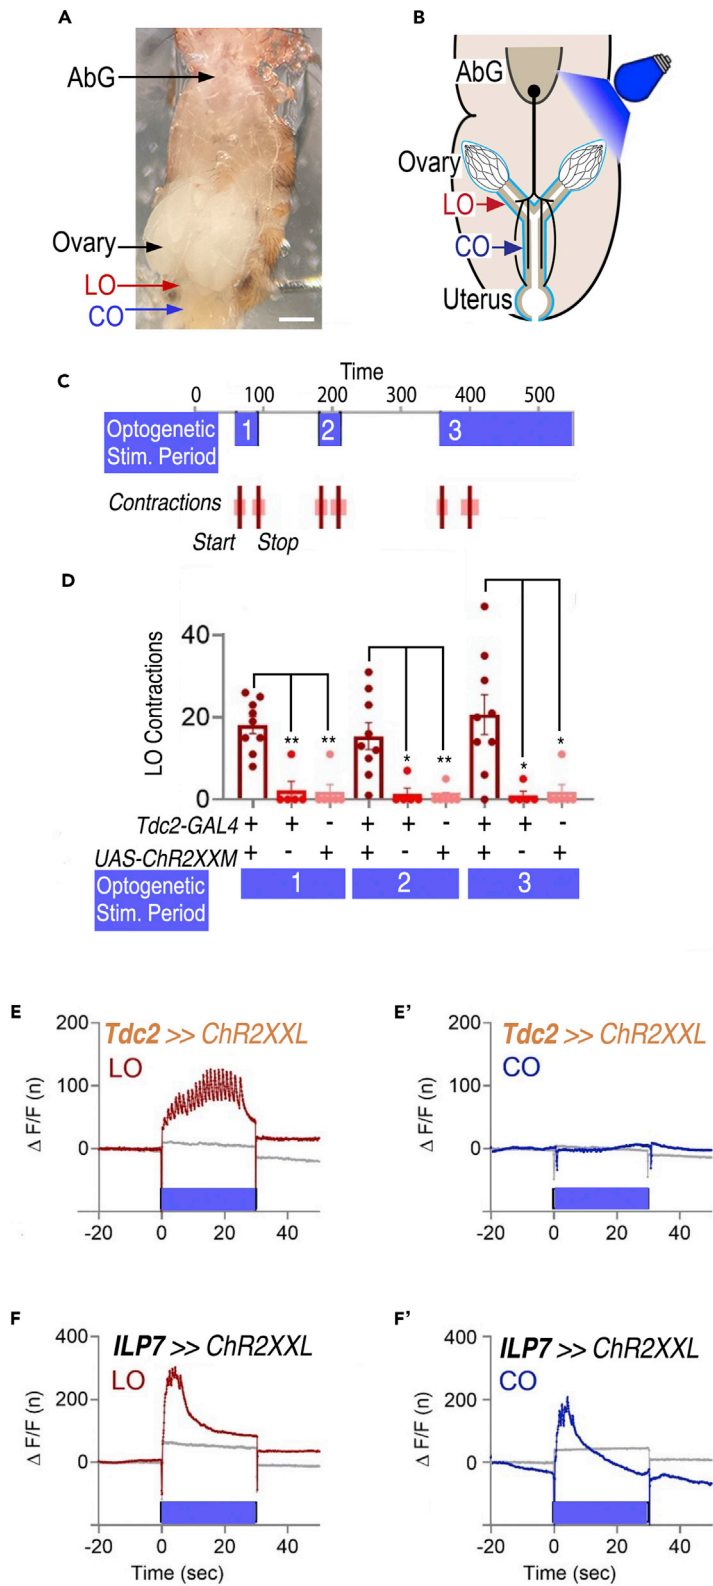 A
AbG
Ovary
LO
CO
B
AbG
Ovary
LO
CO
Uterus
C
Time
0 100 200 300 400 500
Optogenetic
Stim. Period
1 2 3
Contractions
Start Stop
D
LO Contractions
40
20
0
** **
* **
* *
Tdc2-GAL4 + + - + + - + + -
UAS-ChR2XXM + - + + - + + - +
Optogenetic
Stim. Period
1 2 3
E
Tdc2 >> ChR2XXL
LO
Δ F/F (n)
200
100
0
-20 0 20 40
E'
Tdc2 >> ChR2XXL
CO
Δ F/F (n)
200
100
0
-20 0 20 40
F
ILP7 >> ChR2XXL
LO
Δ F/F (n)
400
200
0
-20 0 20 40
Time (sec)
F'
ILP7 >> ChR2XXL
CO
Δ F/F (n)
400
200
0
-20 0 20 40
Time (sec)